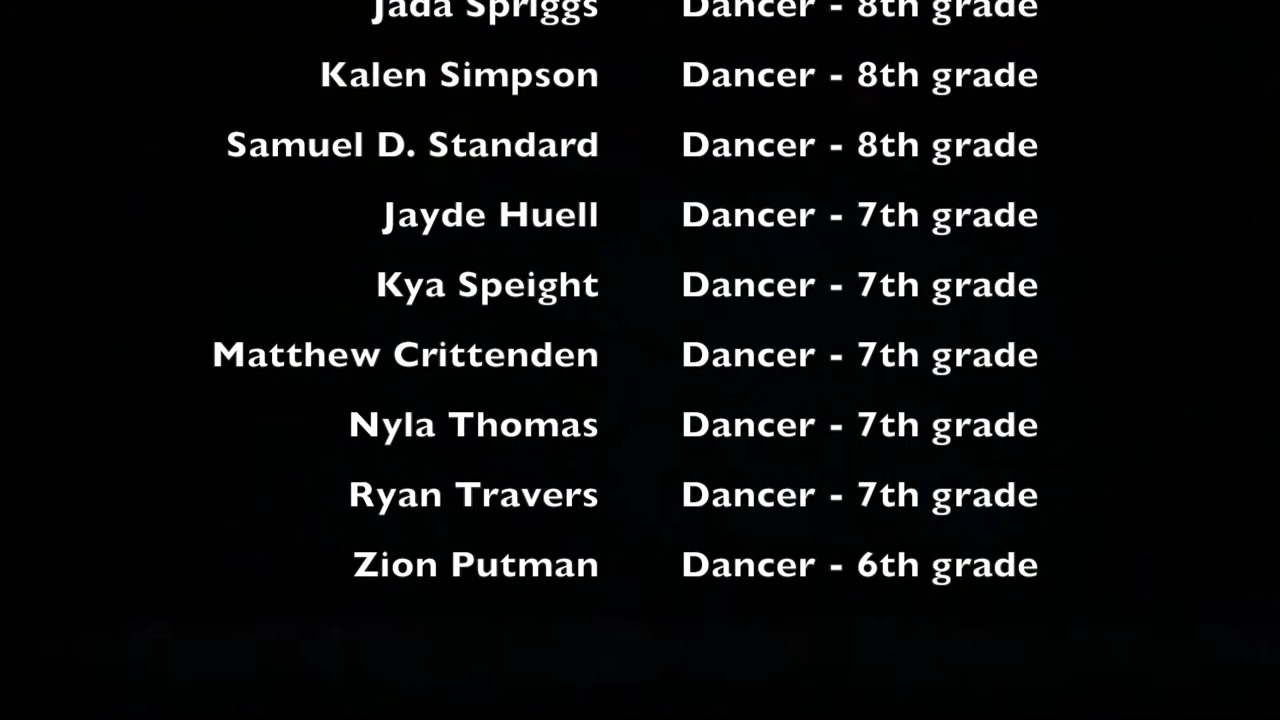 Jada Spriggs Dancer - 8th grade
Kalen Simpson Dancer - 8th grade
Samuel D. Standard Dancer - 8th grade
Jayde Huell Dancer - 7th grade
Kya Speight Dancer - 7th grade
Matthew Crittenden Dancer - 7th grade
Nyla Thomas Dancer - 7th grade
Ryan Travers Dancer - 7th grade
Zion Putman Dancer - 6th grade